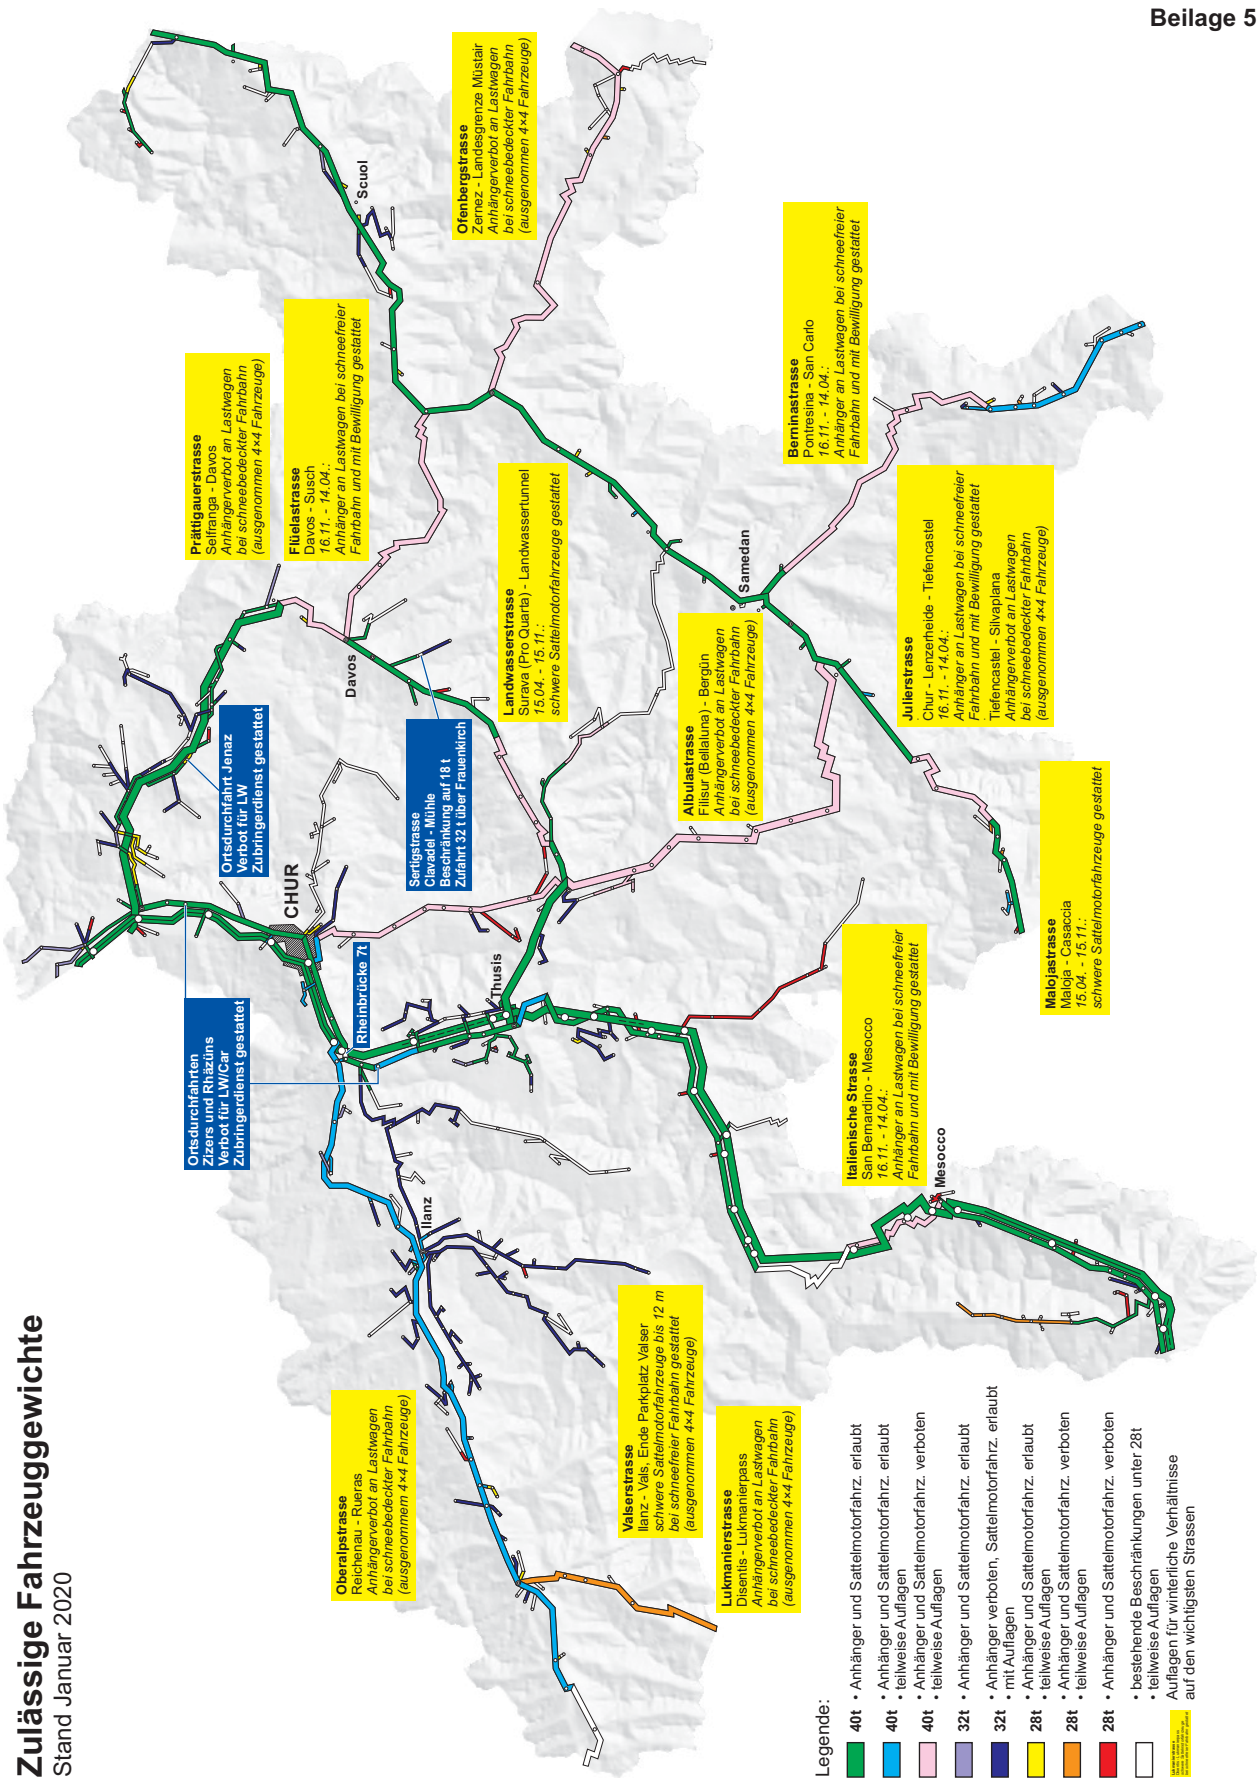 Beilage 5
Zulässige Fahrzeuggewichte
Stand Januar 2020
Ofenbergstrasse
Zernez - Landesgrenze Müstair
Anhängerverbot an Lastwagen
bei schneebedeckter Fahrbahn
(ausgenommen 4×4 Fahrzeuge)
Scuol
Prättigauerstrasse
Selfranga - Davos
Anhängerverbot an Lastwagen
bei schneebedeckter Fahrbahn
(ausgenommen 4×4 Fahrzeuge)
Flüelastrasse
Davos - Susch
16.11. - 14.04.:
Anhänger an Lastwagen bei schneefreier
Fahrbahn und mit Bewilligung gestattet
Berninastrasse
Pontresina - San Carlo
16.11. - 14.04.:
Anhänger an Lastwagen bei schneefreier
Fahrbahn und mit Bewilligung gestattet
Landwasserstrasse
Surava (Pro Quarta) - Landwassertunnel
15.04. - 15.11.:
schwere Sattelmotorfahrzeuge gestattet
Samedan
Julierstrasse
Chur - Lenzerheide - Tiefencastel
16.11. - 14.04.:
Anhänger an Lastwagen bei schneefreier
Fahrbahn und mit Bewilligung gestattet
Tiefencastel - Silvaplana
Anhängerverbot an Lastwagen
bei schneebedeckter Fahrbahn
(ausgenommen 4×4 Fahrzeuge)
Davos
Albulastrasse
Filisur (Bellaluna) - Bergün
Anhängerverbot an Lastwagen
bei schneebedeckter Fahrbahn
(ausgenommen 4×4 Fahrzeuge)
Ortsdurchfahrt Jenaz
Verbot für LW
Zubringerdienst gestattet
Sertigstrasse
Clavadel - Mühle
Beschränkung auf 18 t
Zufahrt 32 t über Frauenkirch
CHUR
Malojastrasse
Maloja - Casaccia
15.04. - 15.11.:
schwere Sattelmotorfahrzeuge gestattet
Rheinbrücke 7t
Thusis
Ortsdurchfahrten
Zizers und Rhäzüns
Verbot für LW/Car
Zubringerdienst gestattet
Italienische Strasse
San Bernardino - Mesocco
16.11. - 14.04.:
Anhänger an Lastwagen bei schneefreier
Fahrbahn und mit Bewilligung gestattet
Mesocco
Ilanz
Oberalpstrasse
Reichenau - Rueras
Anhängerverbot an Lastwagen
bei schneebedeckter Fahrbahn
(ausgenommem 4×4 Fahrzeuge)
Valserstrasse
Ilanz - Vals, Ende Parkplatz Valser
schwere Sattelmotorfahrzeuge bis 12 m
bei schneefreier Fahrbahn gestattet
(ausgenommen 4×4 Fahrzeuge)
Lukmanierstrasse
Disentis - Lukmanierpass
Anhängerverbot an Lastwagen
bei schneebedeckter Fahrbahn
(ausgenommen 4×4 Fahrzeuge)
Legende:
40t • Anhänger und Sattelmotorfahrz. erlaubt
40t • Anhänger und Sattelmotorfahrz. erlaubt
• teilweise Auflagen
40t • Anhänger und Sattelmotorfahrz. verboten
• teilweise Auflagen
32t • Anhänger und Sattelmotorfahrz. erlaubt
32t • Anhänger verboten, Sattelmotorfahrz. erlaubt
• mit Auflagen
28t • Anhänger und Sattelmotorfahrz. erlaubt
• teilweise Auflagen
28t • Anhänger und Sattelmotorfahrz. verboten
• teilweise Auflagen
28t • Anhänger und Sattelmotorfahrz. verboten
• bestehende Beschränkungen unter 28t
• teilweise Auflagen
Auflagen für winterliche Verhältnisse
auf den wichtigsten Strassen